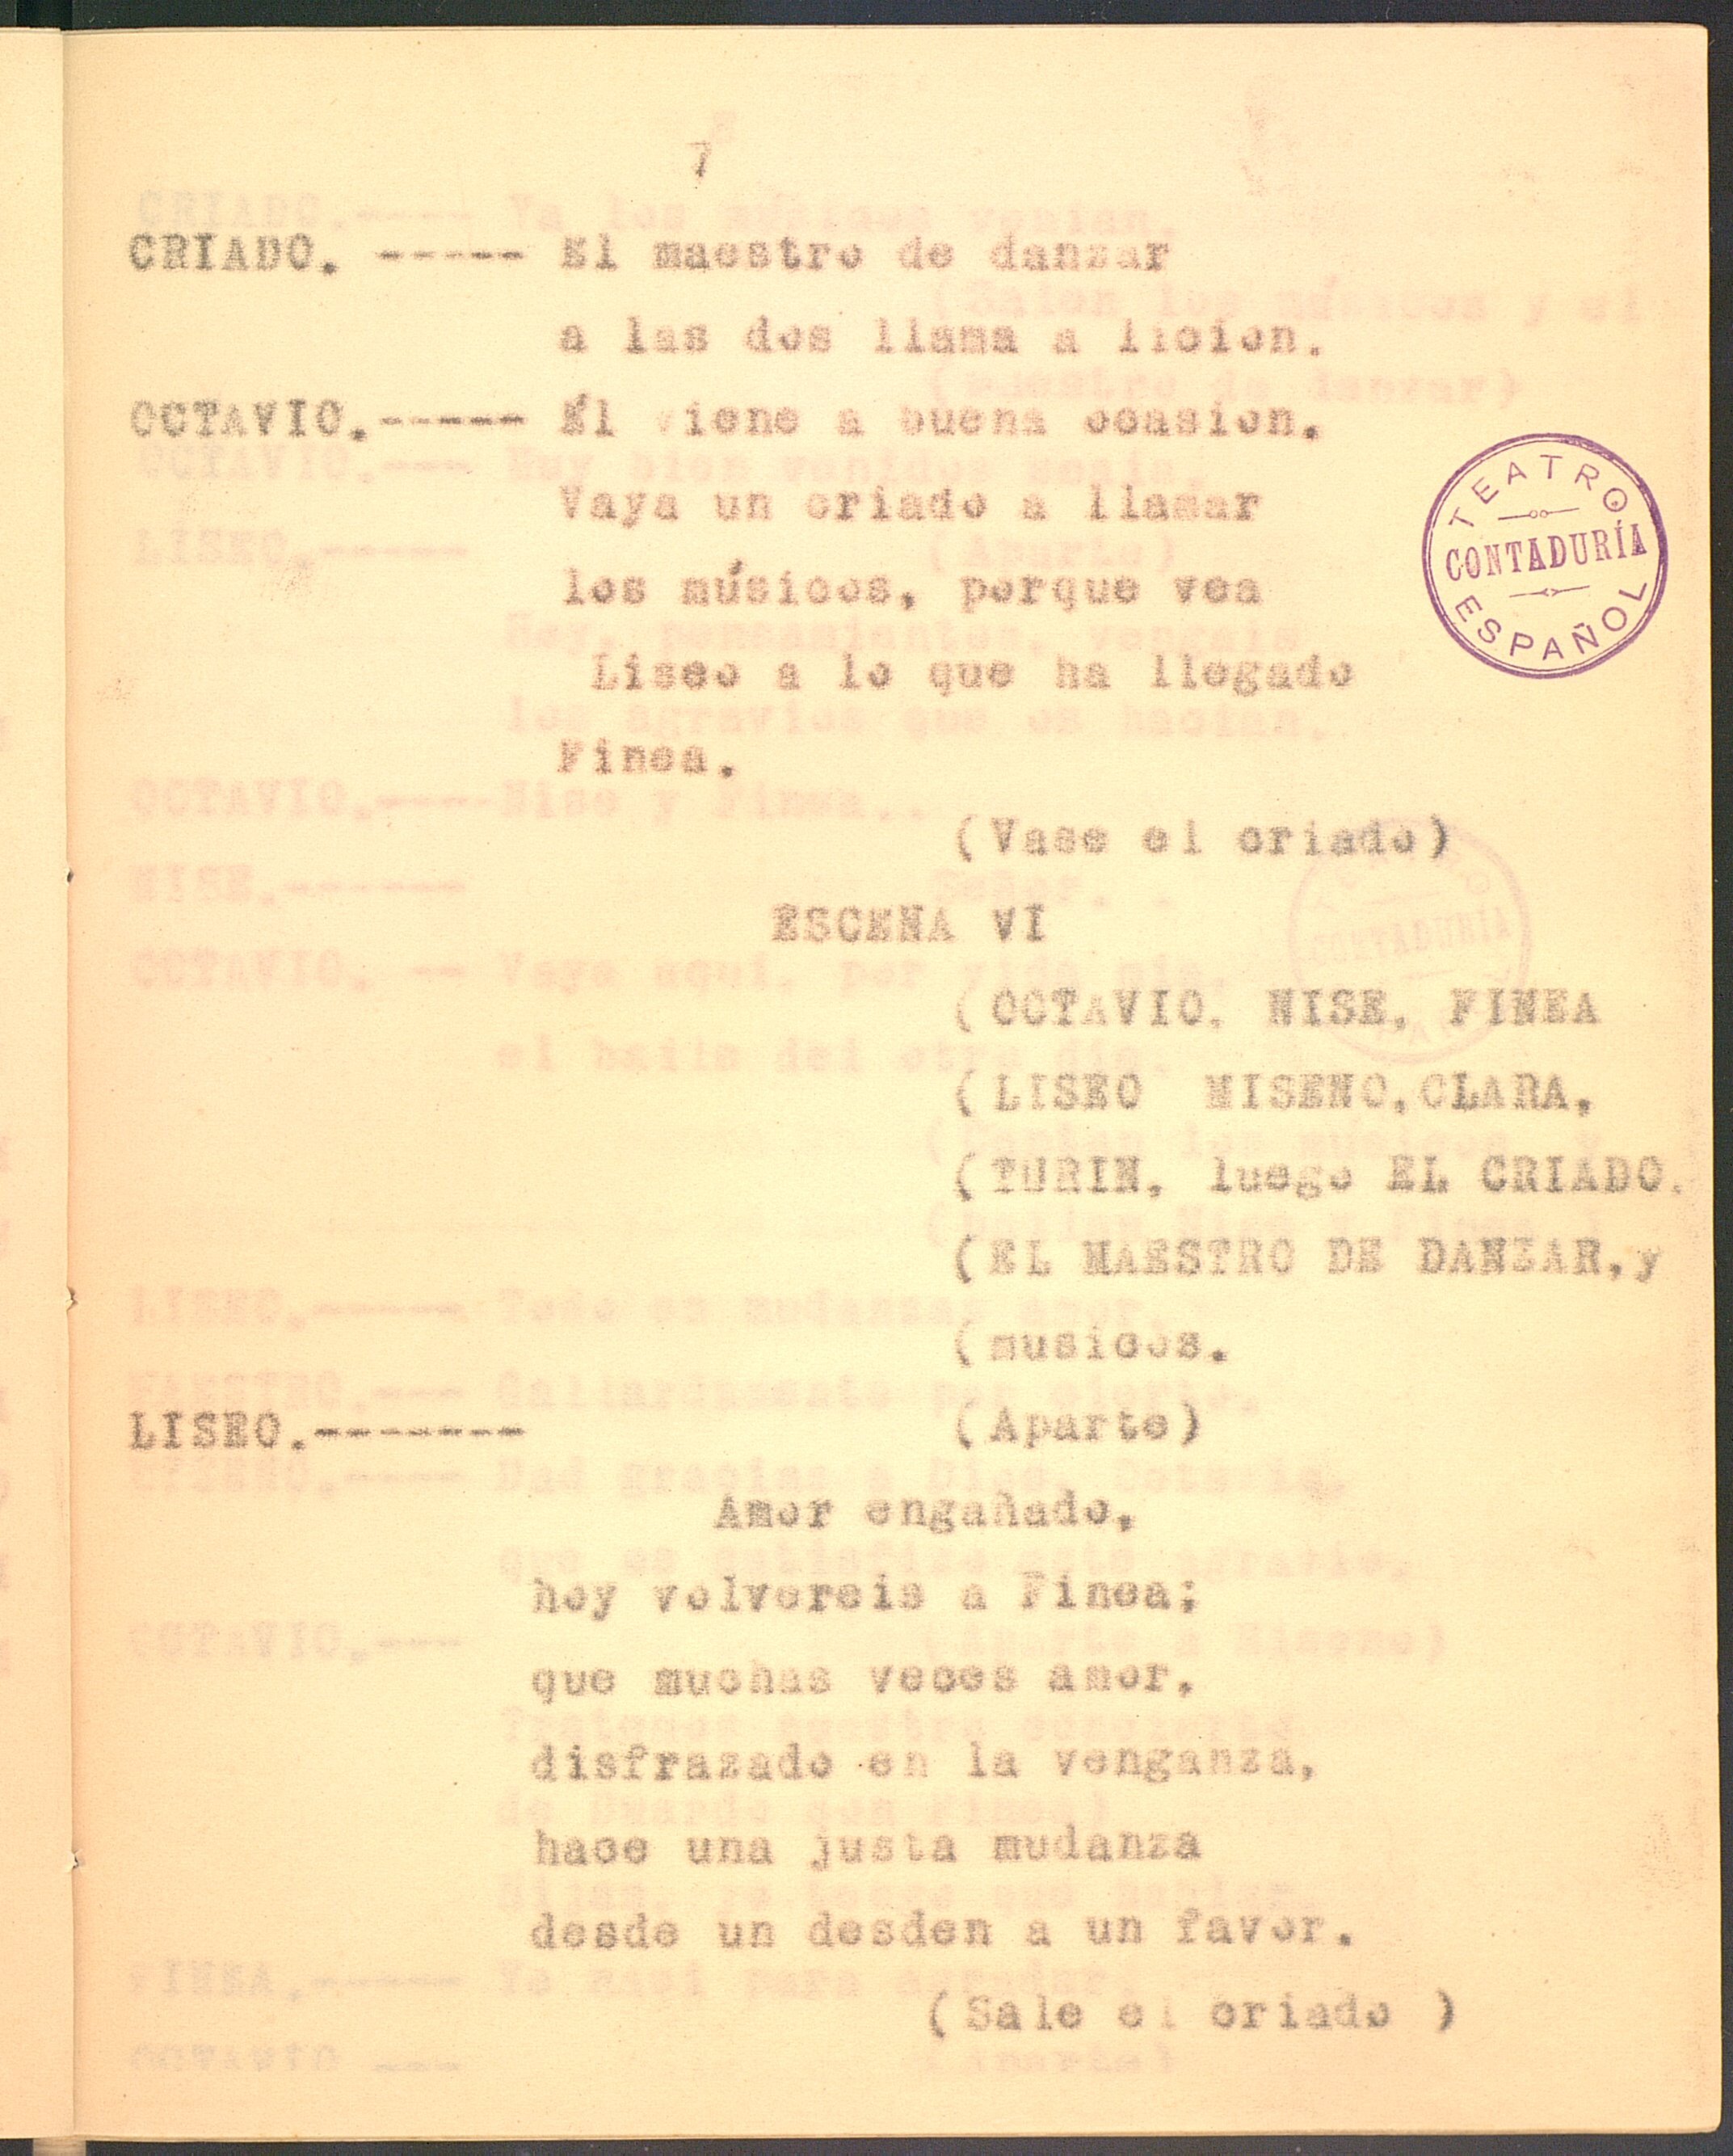 7
CRIADO. ----- El maestro de danzar
a las dos llama a licion.
OCTAVIO.----- Él viene a buena ocasion.
Vaya un criado a llamar
los músicos, porque vea
Liseo a lo que ha llegado
Finea.
(Vase el criado)
ESCENA VI
(OCTAVIO. NISE, FINEA
(LISEO MISENO,CLARA,
(TURIN, luego EL CRIADO.
(EL MAESTRO DE DANZAR,y
(musicos.
LISEO.------- (Aparte)
Amor engañado,
hoy volvereis a Finea;
que muchas veces amor,
disfrazado en la venganza,
hace una justa mudanza
desde un desden a un favor.
(Sale el criado )
TEATRO
CONTADURÍA
ESPAÑOL